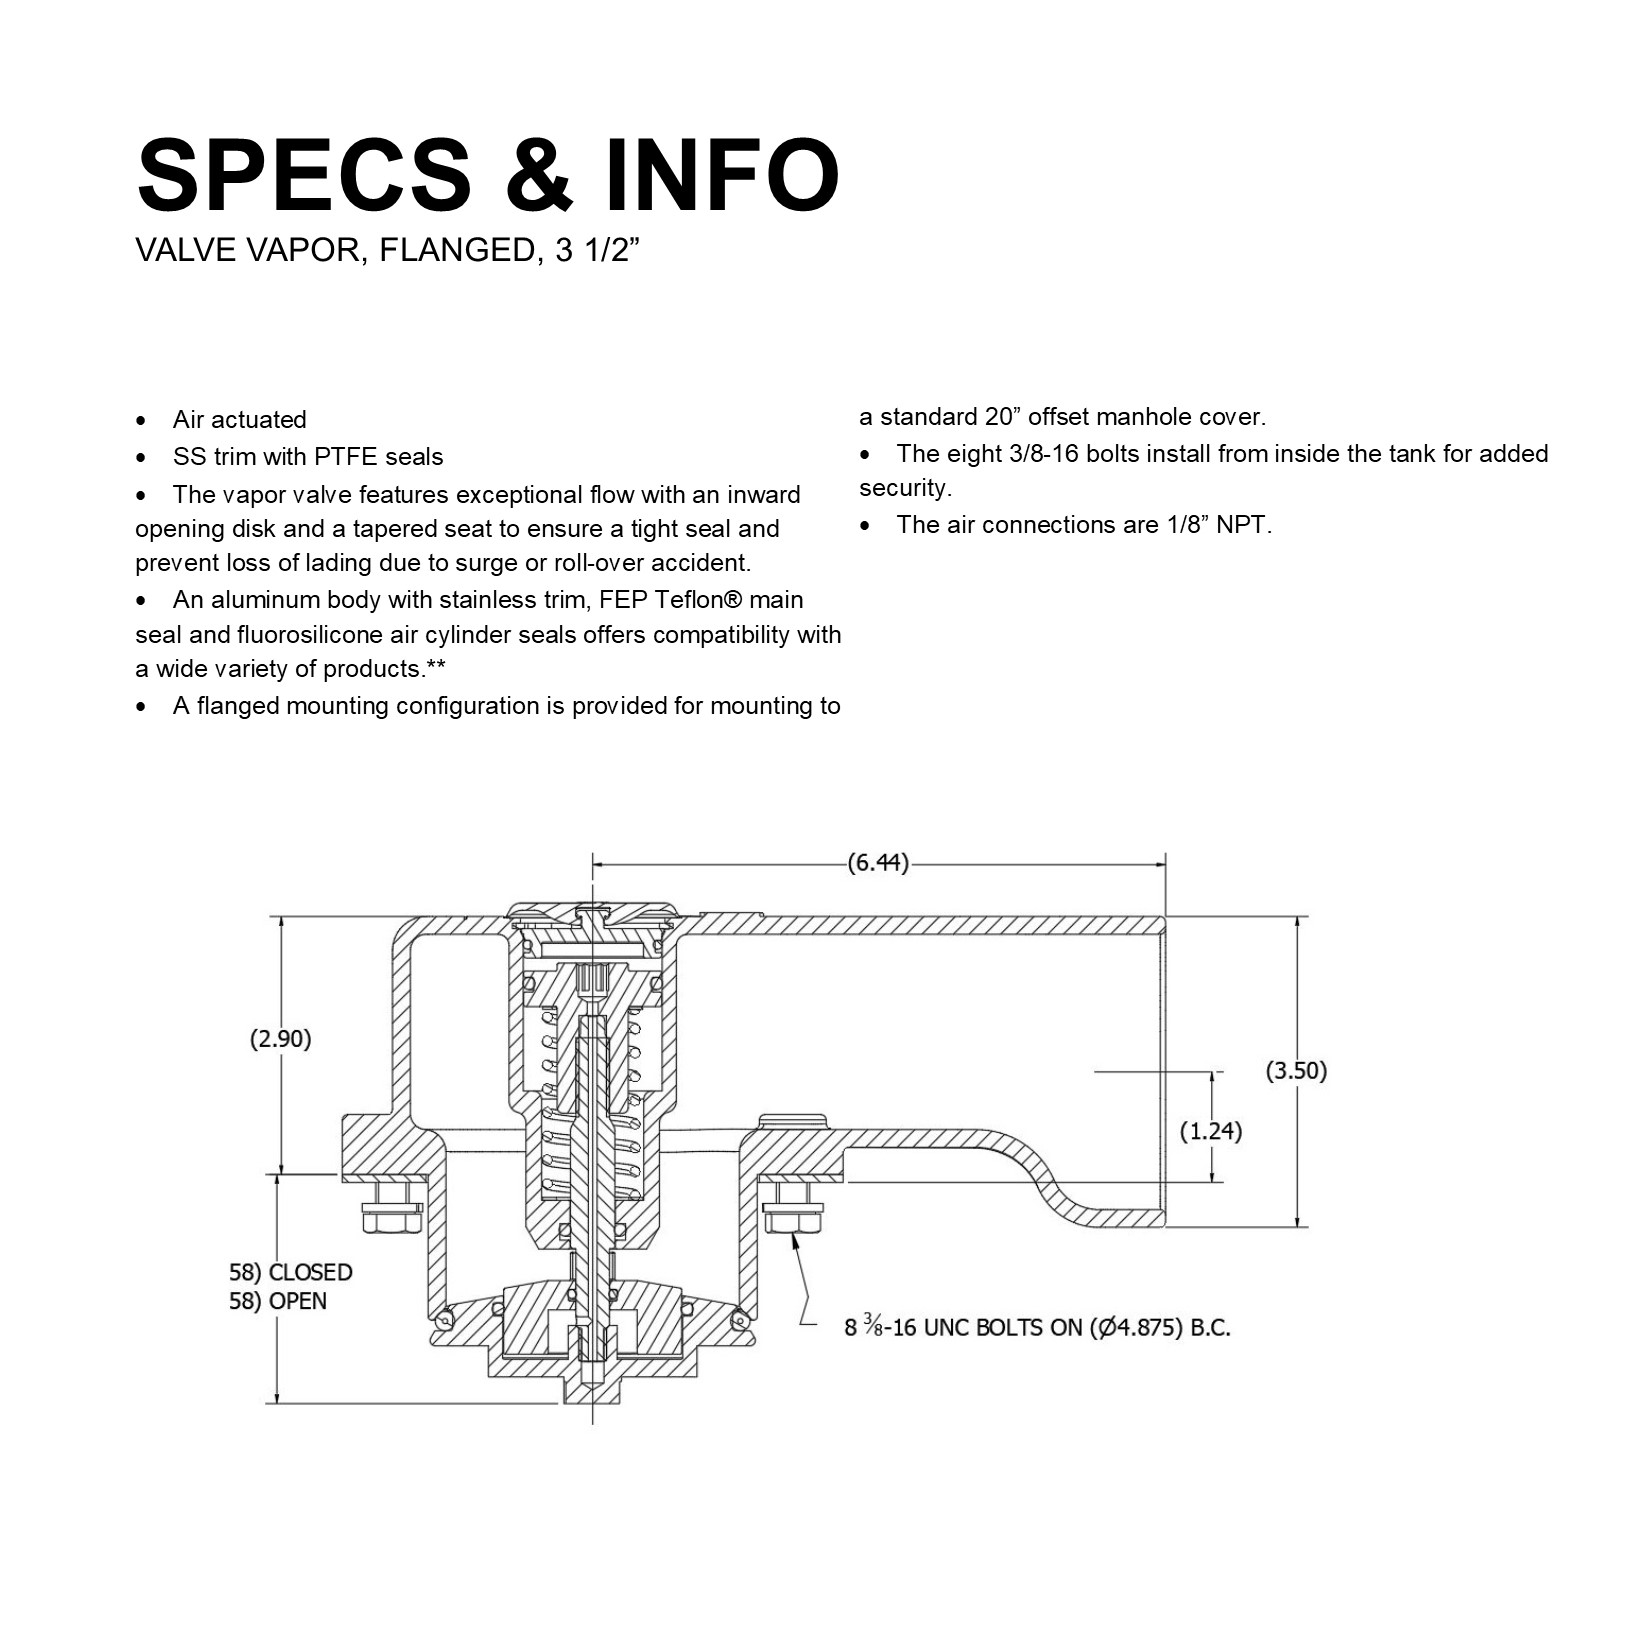 SPECS & INFO
VALVE VAPOR, FLANGED, 3 1/2”
• Air actuated
• SS trim with PTFE seals
• The vapor valve features exceptional flow with an inward
opening disk and a tapered seat to ensure a tight seal and
prevent loss of lading due to surge or roll-over accident.
• An aluminum body with stainless trim, FEP Teflon® main
seal and fluorosilicone air cylinder seals offers compatibility with
a wide variety of products.**
• A flanged mounting configuration is provided for mounting to
a standard 20” offset manhole cover.
• The eight 3/8-16 bolts install from inside the tank for added
security.
• The air connections are 1/8” NPT.
(6.44)
(2.90)
(3.50)
(1.24)
58) CLOSED
58) OPEN
8 3/8-16 UNC BOLTS ON (Ø4.875) B.C.